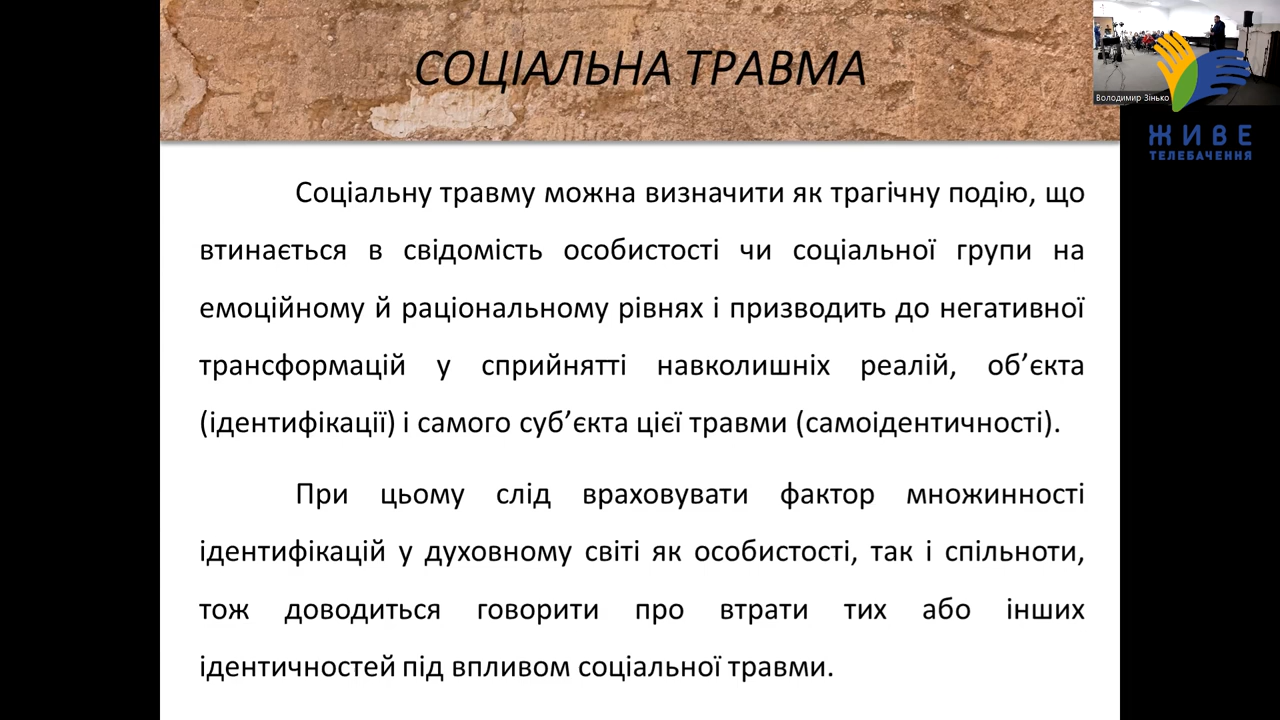 СОЦІАЛЬНА ТРАВМА
Володимир Зінько
ЖИВЕ
ТЕЛЕБАЧЕННЯ
Соціальну травму можна визначити як трагічну подію, що
втинається в свідомість особистості чи соціальної групи на
емоційному й раціональному рівнях і призводить до негативної
трансформацій у сприйнятті навколишніх реалій, об’єкта
(ідентифікації) і самого суб’єкта цієї травми (самоідентичності).
При цьому слід враховувати фактор множинності
ідентифікацій у духовному світі як особистості, так і спільноти,
тож доводиться говорити про втрати тих або інших
ідентичностей під впливом соціальної травми.